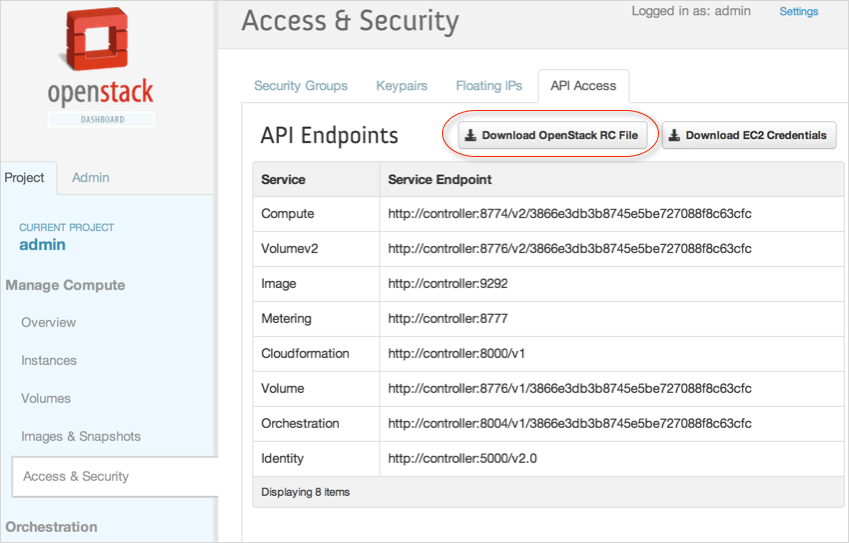 Access & Security
Logged in as: admin
Settings
openstack
DASHBOARD
Security Groups
Keypairs
Floating IPs
API Access
API Endpoints
Download OpenStack RC File
Download EC2 Credentials
Project
Admin
CURRENT PROJECT
admin
Manage Compute
Overview
Instances
Volumes
Images & Snapshots
Access & Security
Orchestration
Service Service Endpoint
Compute http://controller:8774/v2/3866e3db3b8745e5be727088f8c63cfc
Volumev2 http://controller:8776/v2/3866e3db3b8745e5be727088f8c63cfc
Image http://controller:9292
Metering http://controller:8777
Cloudformation http://controller:8000/v1
Volume http://controller:8776/v1/3866e3db3b8745e5be727088f8c63cfc
Orchestration http://controller:8004/v1/3866e3db3b8745e5be727088f8c63cfc
Identity http://controller:5000/v2.0
Displaying 8 items